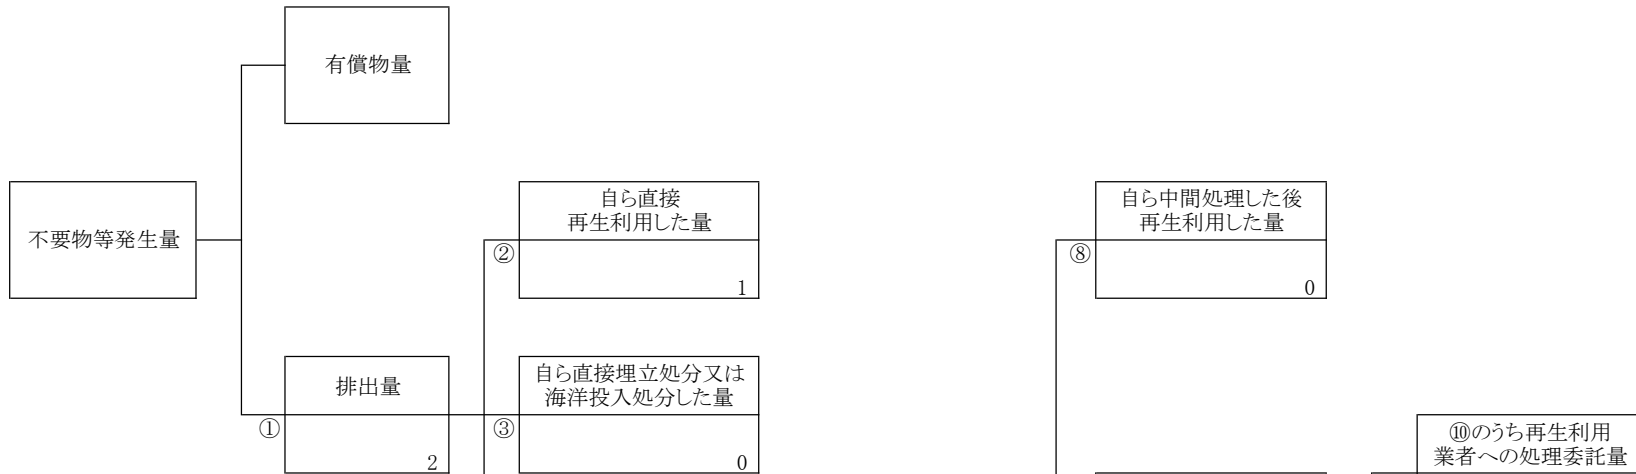 有償物量
不要物等発生量
自ら直接
再生利用した量
②
1
自ら中間処理した後
再生利用した量
⑧
0
排出量
①
2
自ら直接埋立処分又は
海洋投入処分した量
③
0
⑩のうち再生利用
業者への処理委託量